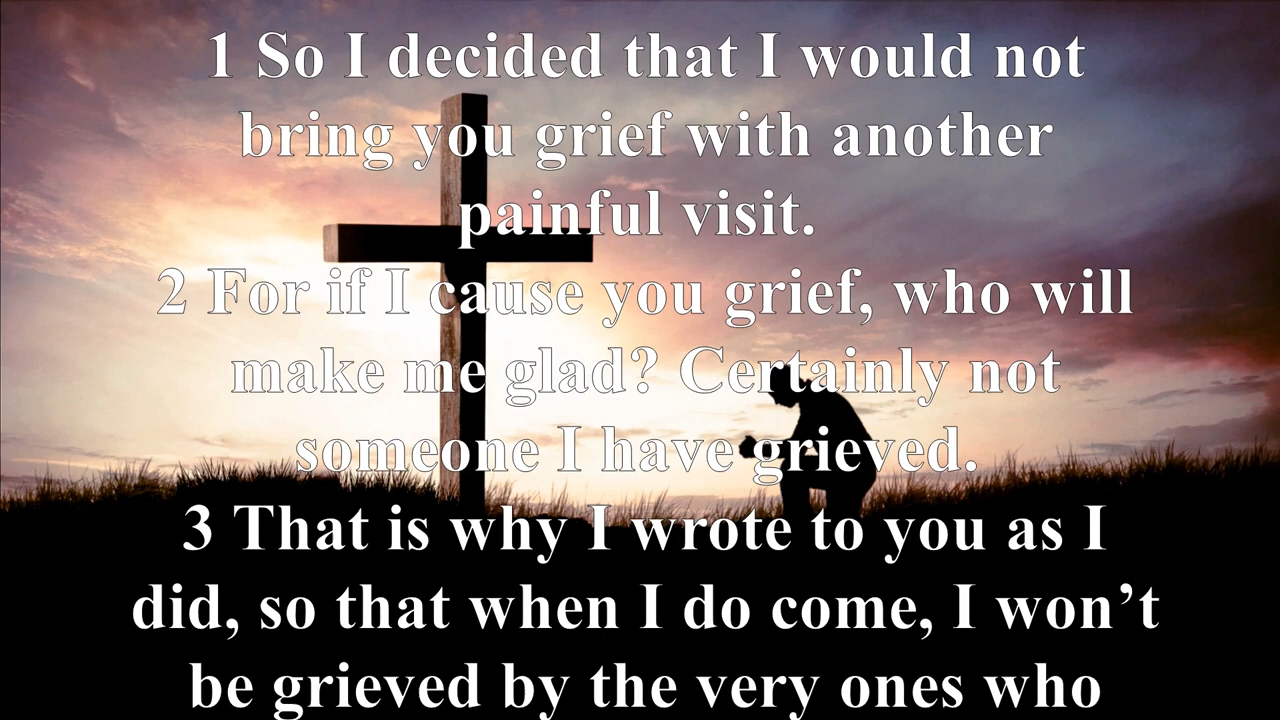 1 So I decided that I would not
bring you grief with another
painful visit.
2 For if I cause you grief, who will
make me glad? Certainly not
someone I have grieved.
3 That is why I wrote to you as I
did, so that when I do come, I won’t
be grieved by the very ones who